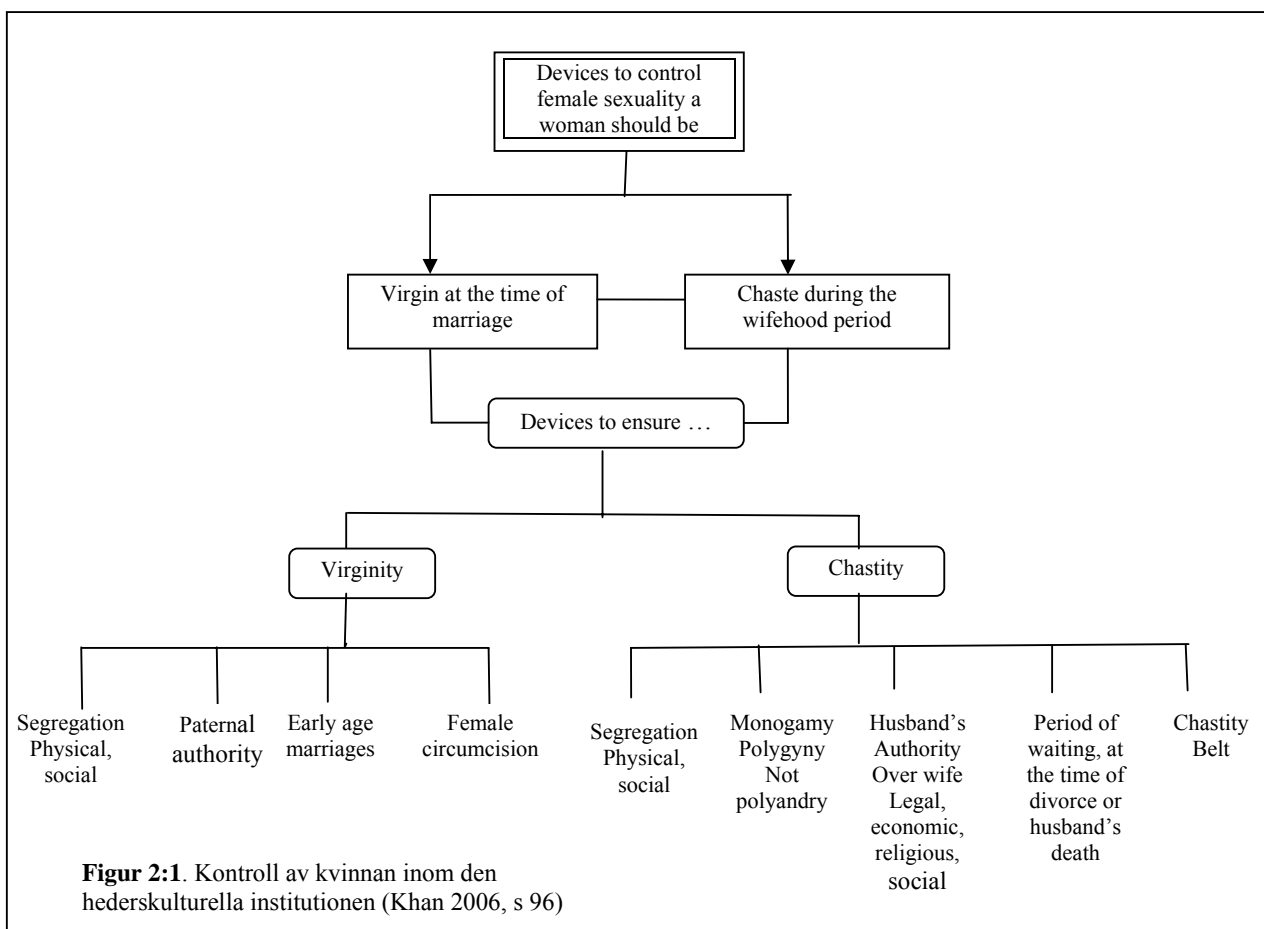 Devices to control
female sexuality a
woman should be
Virgin at the time of
marriage
Chaste during the
wifehood period
Devices to ensure …
Virginity
Chastity
Segregation
Physical,
social
Paternal
authority
Early age
marriages
Female
circumcision
Segregation
Physical,
social
Monogamy
Polygyny
Not
polyandry
Husband’s
Authority
Over wife
Legal,
economic,
religious,
social
Period of
waiting, at
the time of
divorce or
husband’s
death
Chastity
Belt
Figur 2:1. Kontroll av kvinnan inom den
hederskulturella institutionen (Khan 2006, s 96)